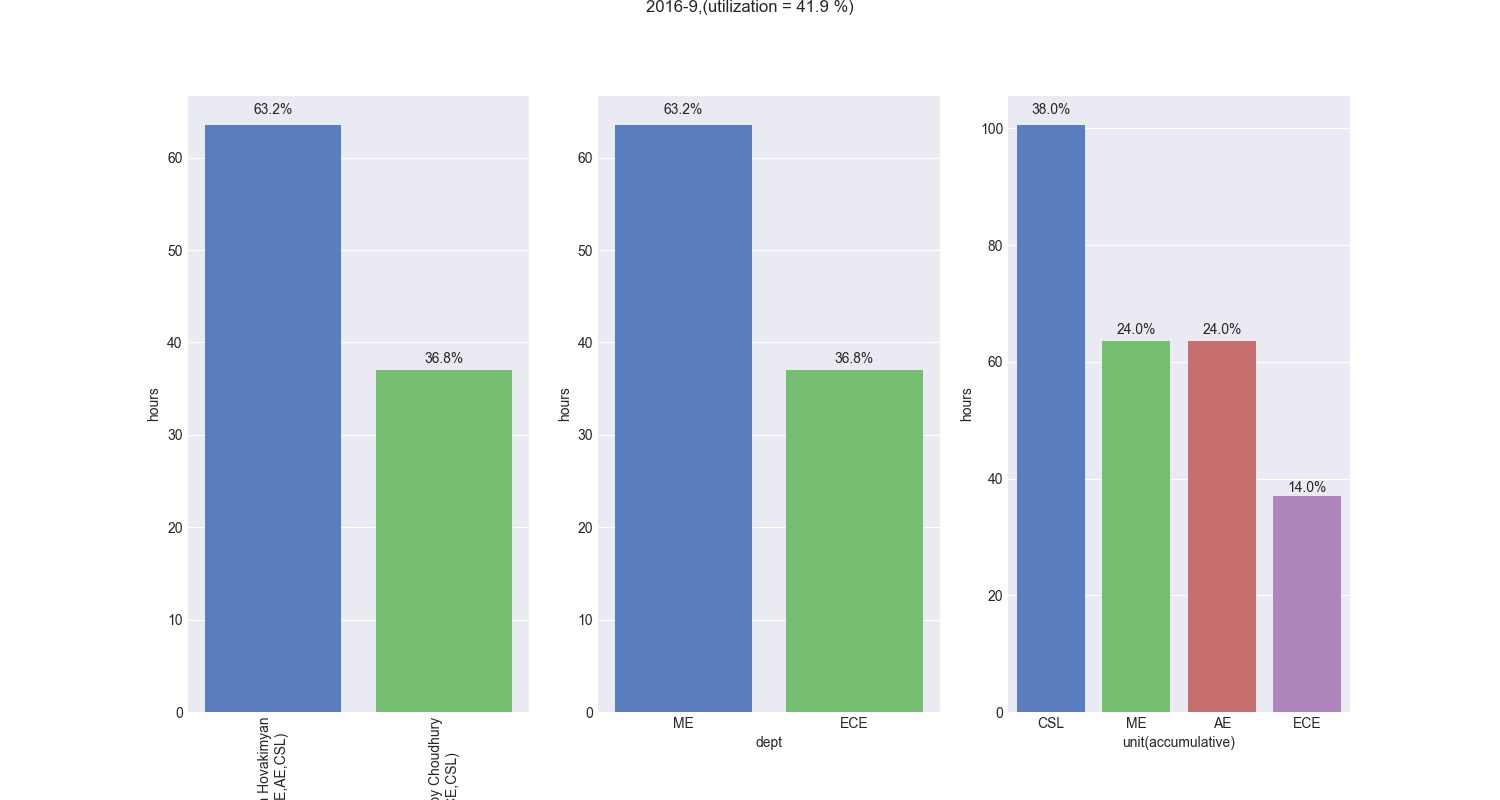 2016-9,(utilization = 41.9 %)
63.2%
36.8%
60
50
40
30
20
10
0
hours
Hovakimyan
AE,CSL)
Choudhury
CSL)
63.2%
36.8%
60
50
40
30
20
10
0
hours
ME
ECE
dept
38.0%
24.0%
24.0%
14.0%
100
80
60
40
20
0
hours
CSL
ME
AE
ECE
unit(accumulative)